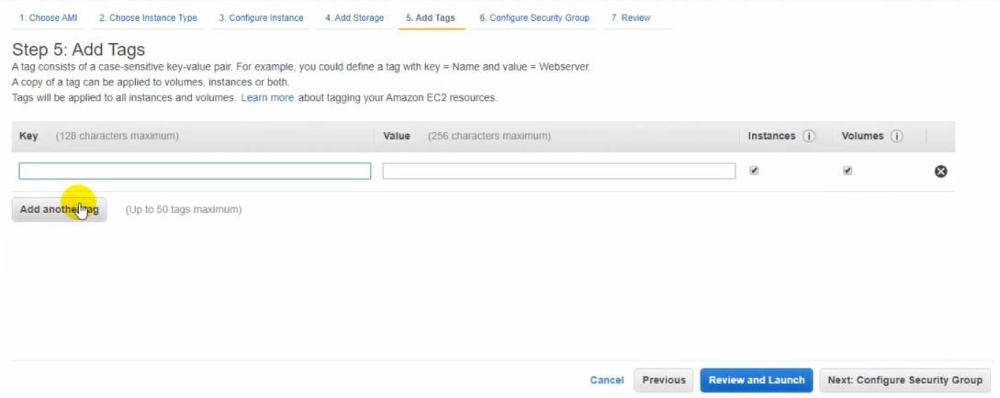 1. Choose AMI 2. Choose Instance Type 3. Configure Instance 4. Add Storage 5. Add Tags 6. Configure Security Group 7. Review
Step 5: Add Tags
A tag consists of a case-sensitive key-value pair. For example, you could define a tag with key = Name and value = Webserver.
A copy of a tag can be applied to volumes, instances or both.
Tags will be applied to all instances and volumes. Learn more about tagging your Amazon EC2 resources.
Key (128 characters maximum) Value (256 characters maximum) Instances i Volumes i
Add another tag (Up to 50 tags maximum)
Cancel Previous Review and Launch Next: Configure Security Group